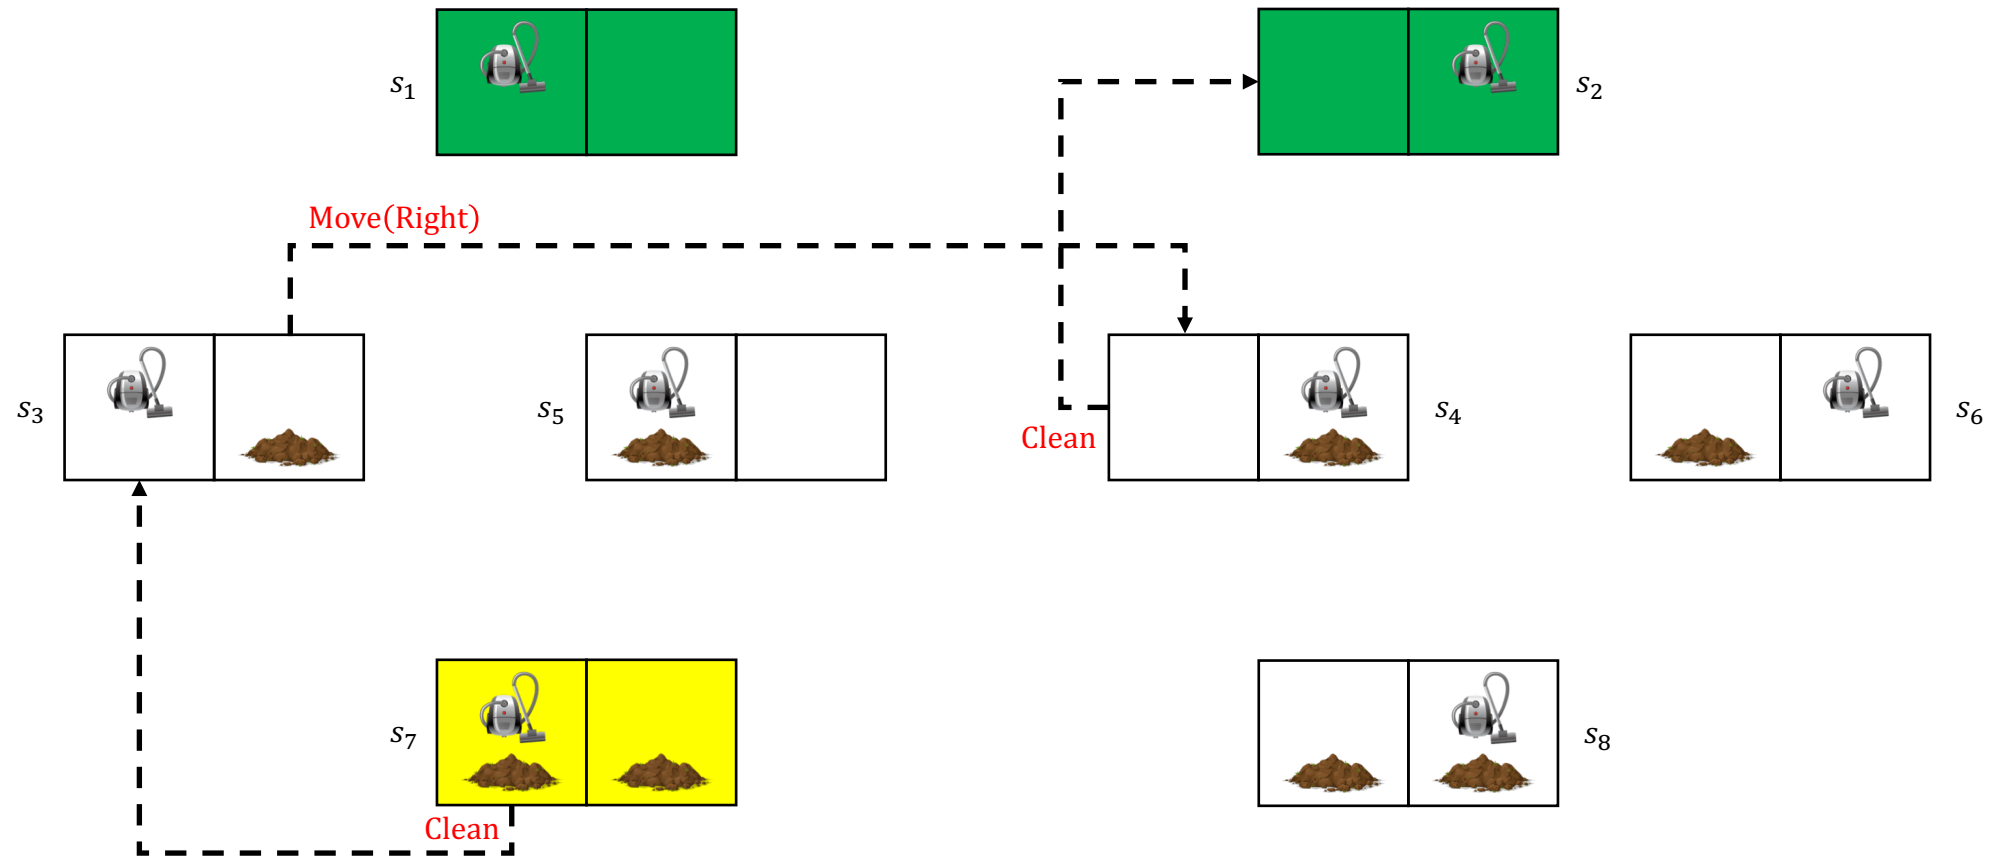 s₁
s₂
Move(Right)
s₃
s₅
Clean
s₄
s₆
s₇
s₈
Clean